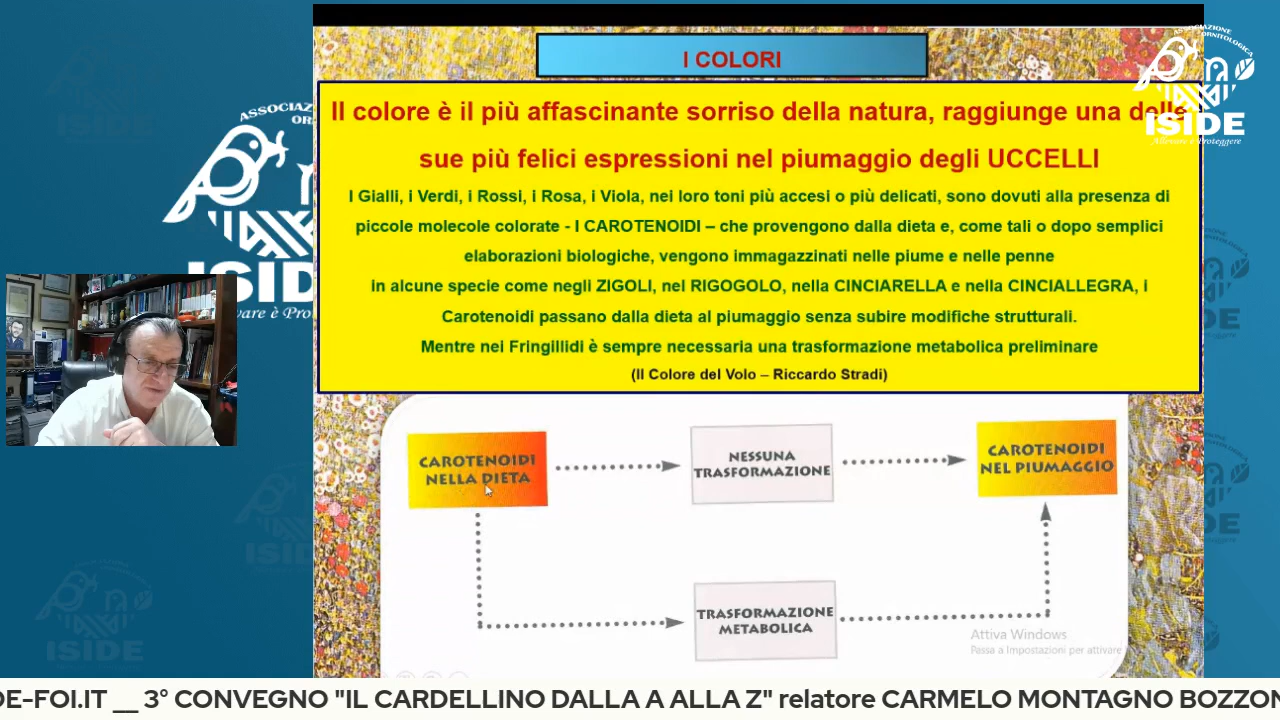 I COLORI
Il colore è il più affascinante sorriso della natura, raggiunge una delle
sue più felici espressioni nel piumaggio degli UCCELLI
I Gialli, i Verdi, i Rossi, i Rosa, i Viola, nei loro toni più accesi o più delicati, sono dovuti alla presenza di
piccole molecole colorate - I CAROTENOIDI – che provengono dalla dieta e, come tali o dopo semplici
elaborazioni biologiche, vengono immagazzinati nelle piume e nelle penne
in alcune specie come negli ZIGOLI, nel RIGOGOLO, nella CINCIARELLA e nella CINCIALLEGRA, i
Carotenoidi passano dalla dieta al piumaggio senza subire modifiche strutturali.
Mentre nei Fringillidi è sempre necessaria una trasformazione metabolica preliminare
(Il Colore del Volo – Riccardo Stradi)
CAROTENOIDI
NELLA DIETA
NESSUNA
TRASFORMAZIONE
CAROTENOIDI
NEL PIUMAGGIO
TRASFORMAZIONE
METABOLICA
Attiva Windows
Passa a Impostazioni per attivare
ASSOCIAZIONE
ORNITOLOGICA
ISIDE
Allevare e Proteggere
DE-FOI.IT __ 3° CONVEGNO "IL CARDELLINO DALLA A ALLA Z" relatore CARMELO MONTAGNO BOZZON